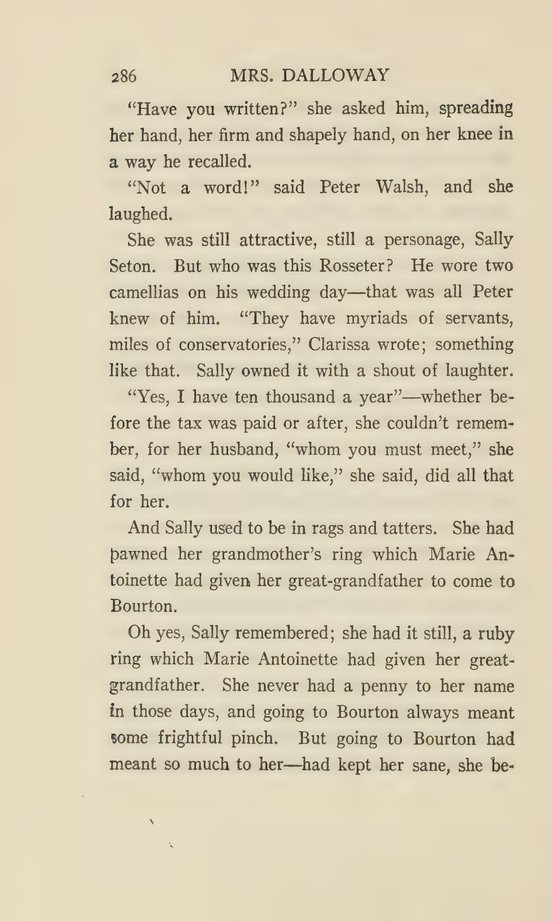 286 MRS. DALLOWAY
"Have you written?" she asked him, spreading
her hand, her firm and shapely hand, on her knee in
a way he recalled.
"Not a word!" said Peter Walsh, and she
laughed.
She was still attractive, still a personage, Sally
Seton. But who was this Rosseter? He wore two
camellias on his wedding day—that was all Peter
knew of him. "They have myriads of servants,
miles of conservatories," Clarissa wrote; something
like that. Sally owned it with a shout of laughter.
"Yes, I have ten thousand a year"—whether be-
fore the tax was paid or after, she couldn't remem-
ber, for her husband, "whom you must meet," she
said, "whom you would like," she said, did all that
for her.
And Sally used to be in rags and tatters. She had
pawned her grandmother's ring which Marie An-
toinette had given her great-grandfather to come to
Bourton.
Oh yes, Sally remembered; she had it still, a ruby
ring which Marie Antoinette had given her great-
grandfather. She never had a penny to her name
in those days, and going to Bourton always meant
some frightful pinch. But going to Bourton had
meant so much to her—had kept her sane, she be-